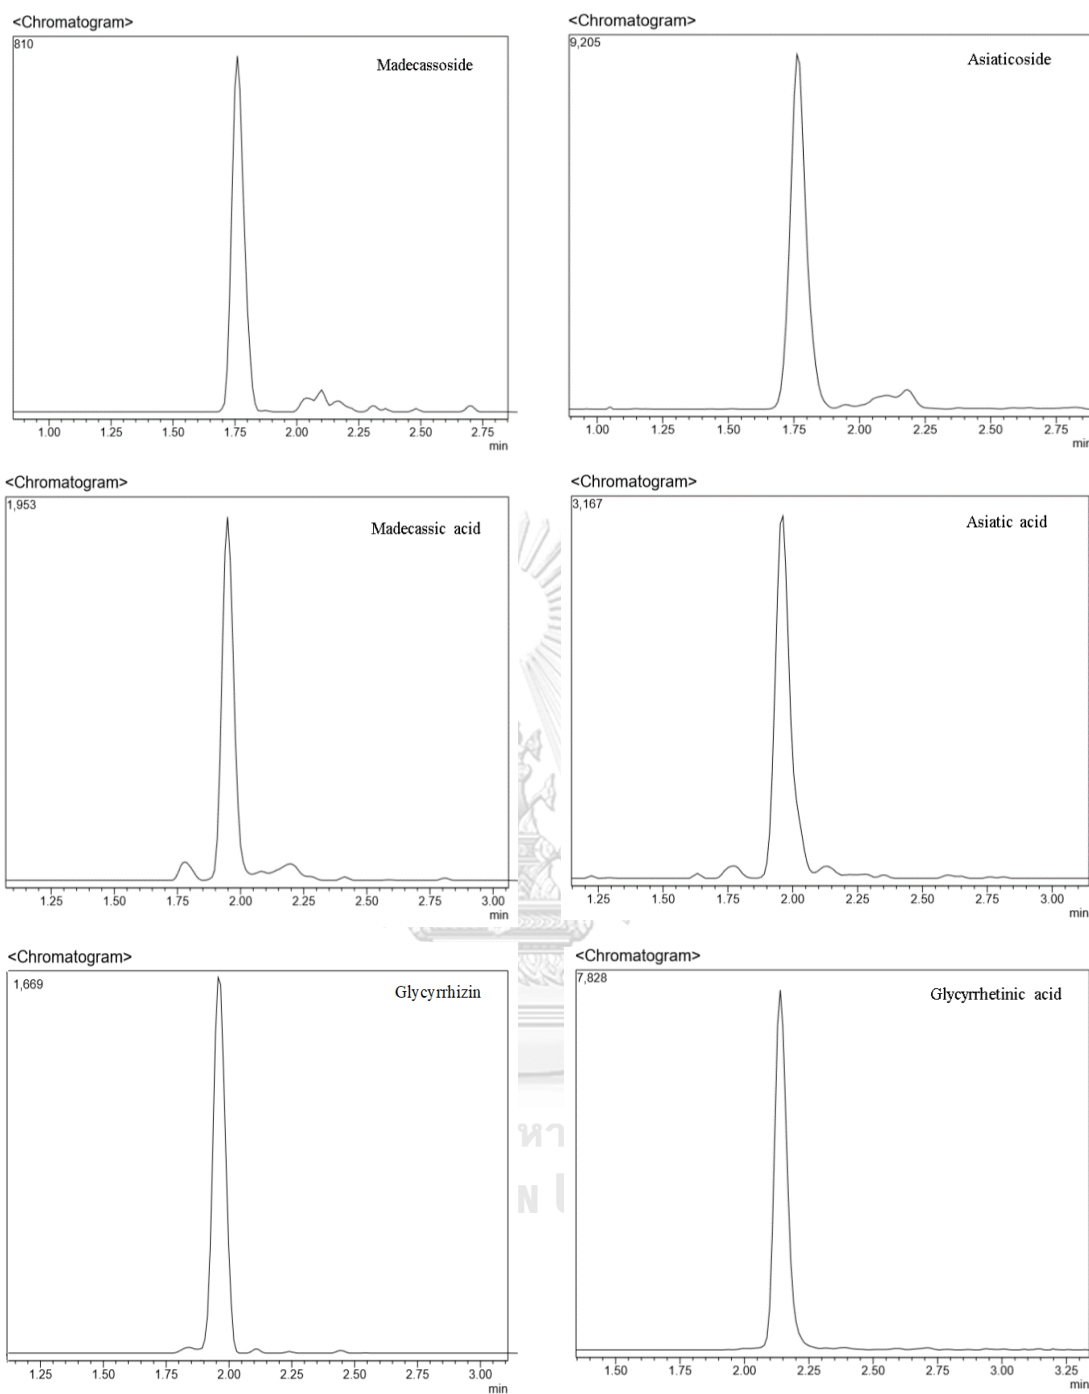 <Chromatogram>
810
Madecassoside
1.00 1.25 1.50 1.75 2.00 2.25 2.50 2.75
min
<Chromatogram>
9,205
Asiaticoside
1.00 1.25 1.50 1.75 2.00 2.25 2.50 2.75
<Chromatogram>
1,953
Madecassic acid
1.25 1.50 1.75 2.00 2.25 2.50 2.75 3.00
min
<Chromatogram>
3,167
Asiatic acid
1.25 1.50 1.75 2.00 2.25 2.50 2.75 3.00
min
<Chromatogram>
1,669
Glycyrrhizin
1.25 1.50 1.75 2.00 2.25 2.50 2.75 3.00
min
<Chromatogram>
7,828
Glycyrrhetinic acid
1.50 1.75 2.00 2.25 2.50 2.75 3.00 3.25
min